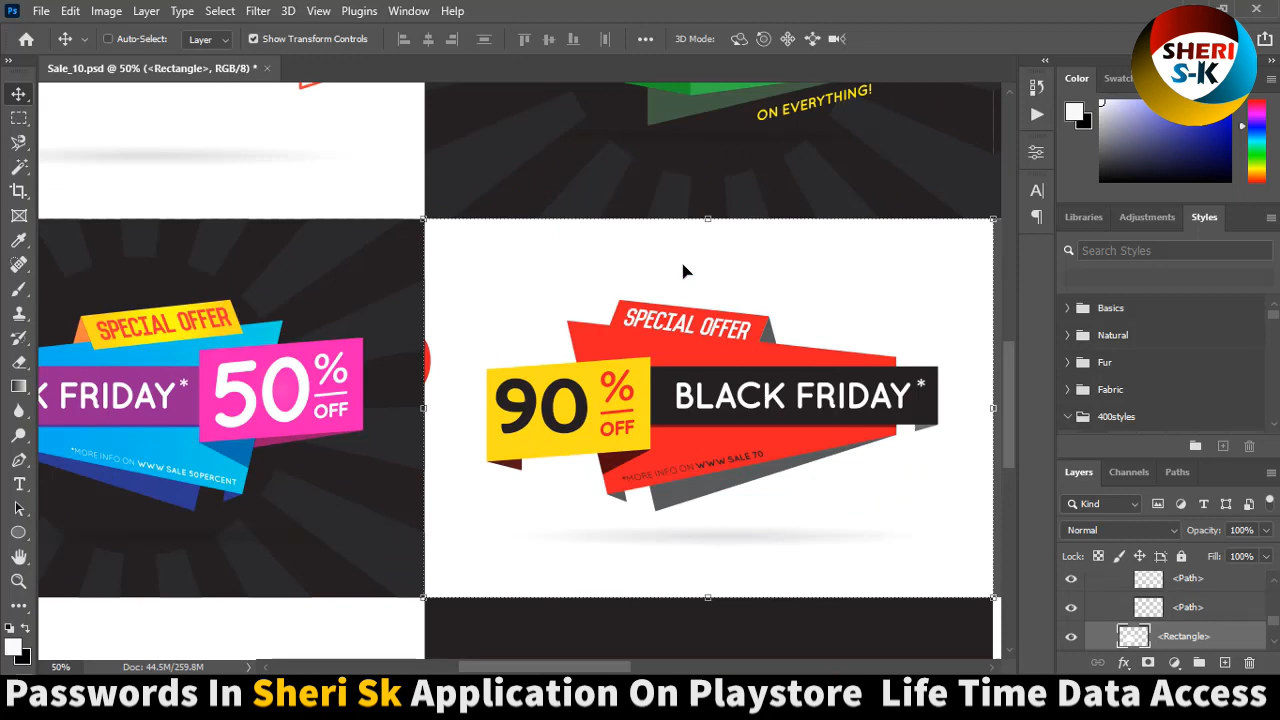 Ps File Edit Image Layer Type Select Filter 3D View Plugins Window Help
Auto-Select: Layer Show Transform Controls 3D Mode:
SHERI
S-K
Sale_10.psd @ 50% (<Rectangle>, RGB/8) *
Color Swatc
ON EVERYTHING!
Libraries Adjustments Styles
Search Styles
Basics
Natural
Fur
Fabric
400styles
SPECIAL OFFER
50% OFF
K FRIDAY*
*MORE INFO ON WWW SALE 50PERCENT
SPECIAL OFFER
90% OFF
BLACK FRIDAY*
*MORE INFO ON WWW SALE 70
Layers Channels Paths
Kind
Normal Opacity: 100%
Lock: Fill: 100%
<Path>
<Path>
<Rectangle>
50% Doc: 44.5M/259.8M
Passwords In Sheri Sk Application On Playstore Life Time Data Access